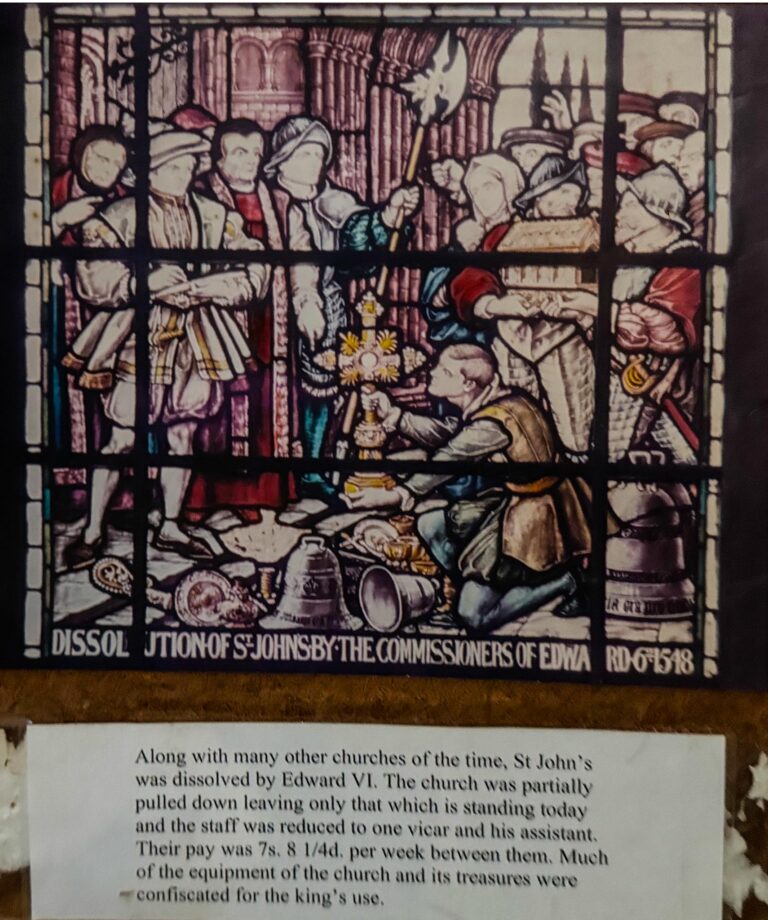 DISSOLUTION·OF ST·JOHNS·BY·THE COMMISSIONERS OF EDWARD·6TH·1548
Along with many other churches of the time, St John's
was dissolved by Edward VI. The church was partially
pulled down leaving only that which is standing today
and the staff was reduced to one vicar and his assistant.
Their pay was 7s. 8 1/4d. per week between them. Much
of the equipment of the church and its treasures were
confiscated for the king's use.